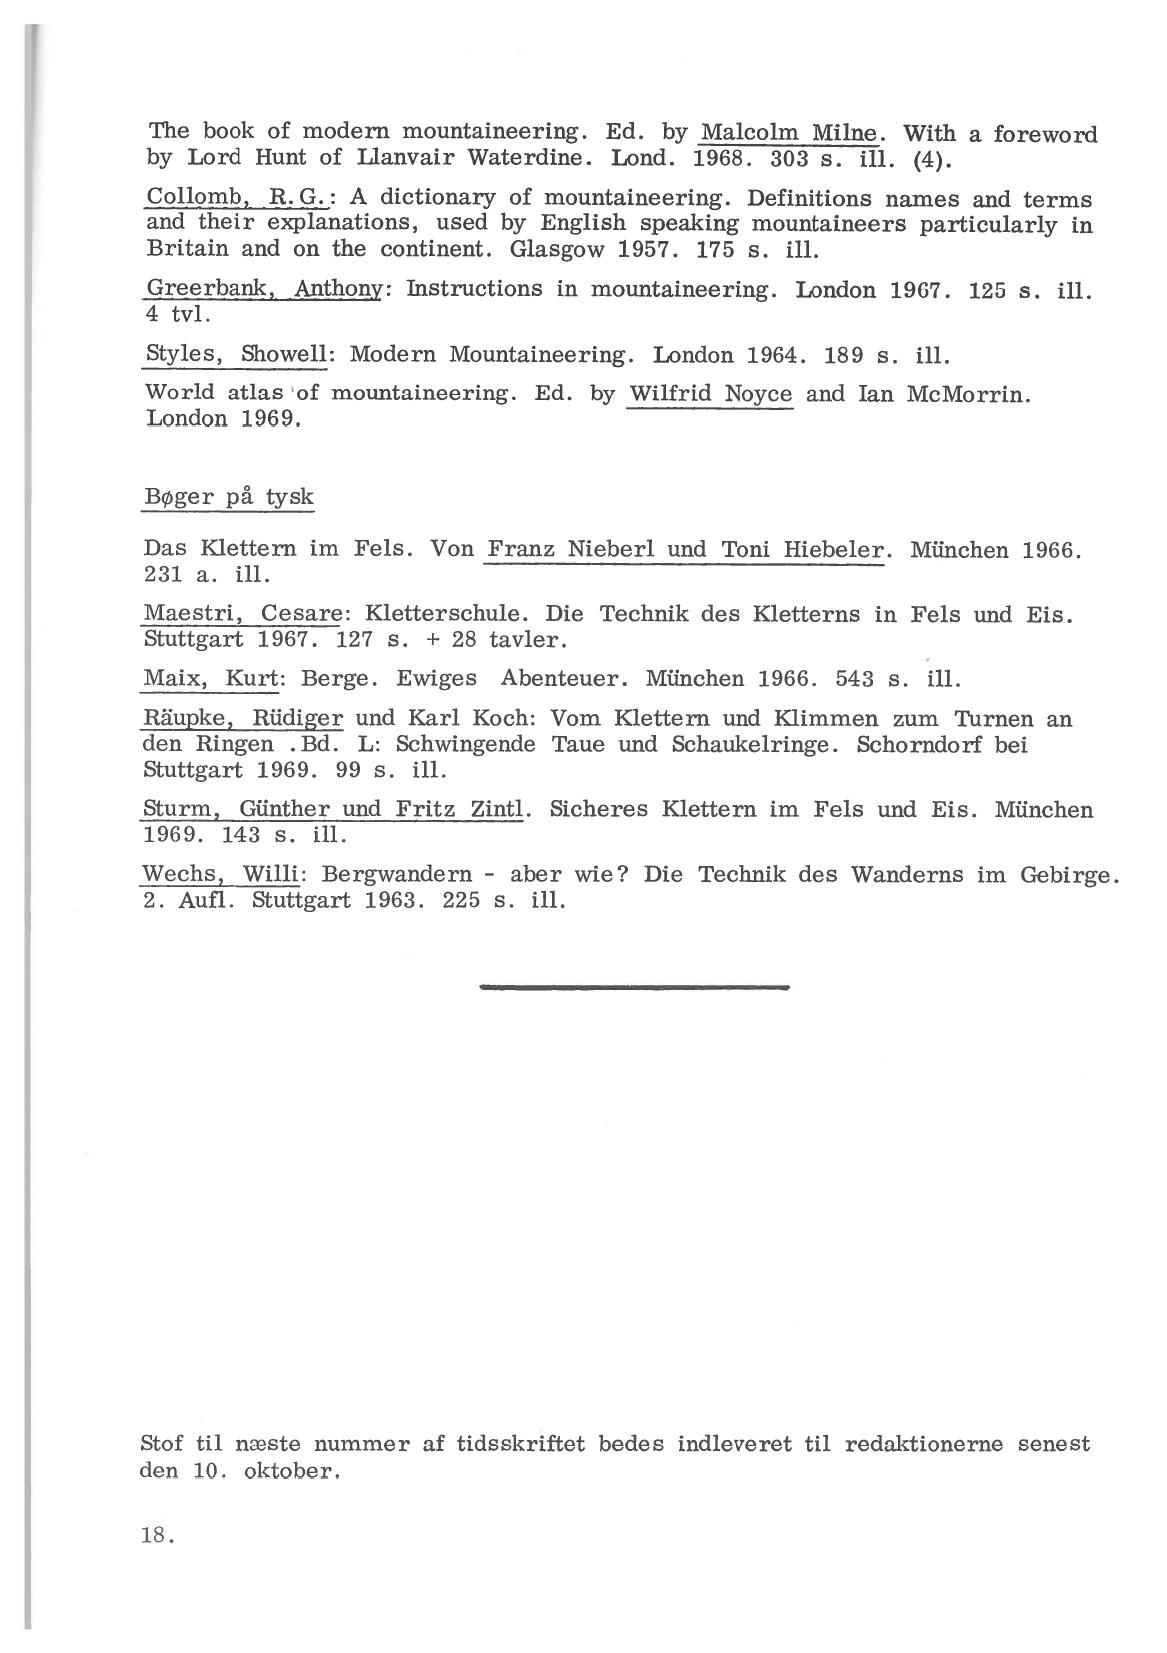 The book of modern mountaineering. Ed. by Malcolm Milne. With a foreword
by Lord Hunt of Llanvair Waterdine. Lond. 1968. 303 s. ill. (4).
Collomb, R.G.: A dictionary of mountaineering. Definitions names and terms
and their explanations, used by English speaking mountaineers particularly in
Britain and on the continent. Glasgow 1957. 175 s. ill.
Greerbank, Anthony: Instructions in mountaineering. London 1967. 125 s. ill.
4 tvl.
Styles, Showell: Modern Mountaineering. London 1964. 189 s. ill.
World atlas of mountaineering. Ed. by Wilfrid Noyce and Ian McMorrin.
London 1969.
Bøger på tysk
Das Klettern im Fels. Von Franz Nieberl und Toni Hiebeler. München 1966.
231 a. ill.
Maestri, Cesare: Kletterschule. Die Technik des Kletterns in Fels und Eis.
Stuttgart 1967. 127 s. + 28 tavler.
Maix, Kurt: Berge. Ewiges Abenteuer. München 1966. 543 s. ill.
Räupke, Rüdiger und Karl Koch: Vom Klettern und Klimmen zum Turnen an
den Ringen .Bd. L: Schwingende Taue und Schaukelringe. Schorndorf bei
Stuttgart 1969. 99 s. ill.
Sturm, Günther und Fritz Zintl. Sicheres Klettern im Fels und Eis. München
1969. 143 s. ill.
Wechs, Willi: Bergwandern - aber wie? Die Technik des Wanderns im Gebirge.
2. Aufl. Stuttgart 1963. 225 s. ill.
Stof til næste nummer af tidsskriftet bedes indleveret til redaktionerne senest
den 10. oktober.
18.